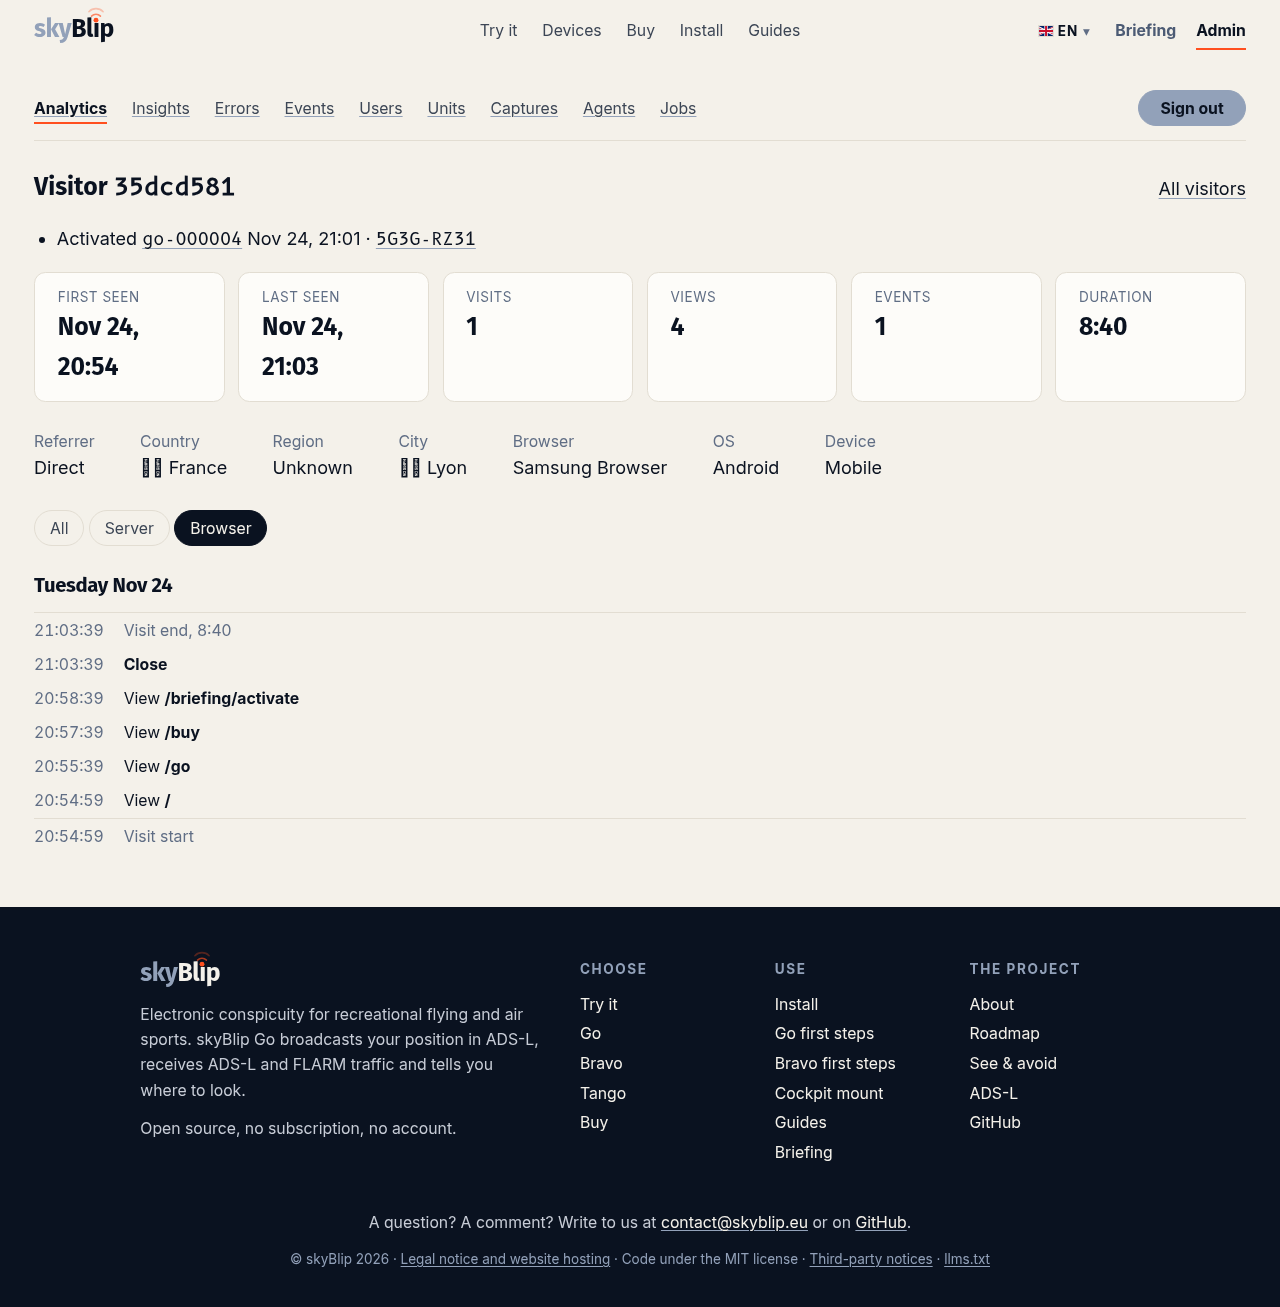 skyBlip
Try it Devices Buy Install Guides
EN ▾ Briefing Admin
Analytics Insights Errors Events Users Units Captures Agents Jobs
Sign out
Visitor 35dcd581
All visitors
• Activated go-000004 Nov 24, 21:01 · 5G3G-RZ31
FIRST SEEN
Nov 24,
20:54
LAST SEEN
Nov 24,
21:03
VISITS
1
VIEWS
4
EVENTS
1
DURATION
8:40
Referrer
Direct
Country
France
Region
Unknown
City
Lyon
Browser
Samsung Browser
OS
Android
Device
Mobile
All Server Browser
Tuesday Nov 24
21:03:39 Visit end, 8:40
21:03:39 Close
20:58:39 View /briefing/activate
20:57:39 View /buy
20:55:39 View /go
20:54:59 View /
20:54:59 Visit start
skyBlip
Electronic conspicuity for recreational flying and air
sports. skyBlip Go broadcasts your position in ADS-L,
receives ADS-L and FLARM traffic and tells you
where to look.
Open source, no subscription, no account.
CHOOSE
Try it
Go
Bravo
Tango
Buy
USE
Install
Go first steps
Bravo first steps
Cockpit mount
Guides
Briefing
THE PROJECT
About
Roadmap
See & avoid
ADS-L
GitHub
A question? A comment? Write to us at contact@skyblip.eu or on GitHub.
© skyBlip 2026 · Legal notice and website hosting · Code under the MIT license · Third-party notices · llms.txt